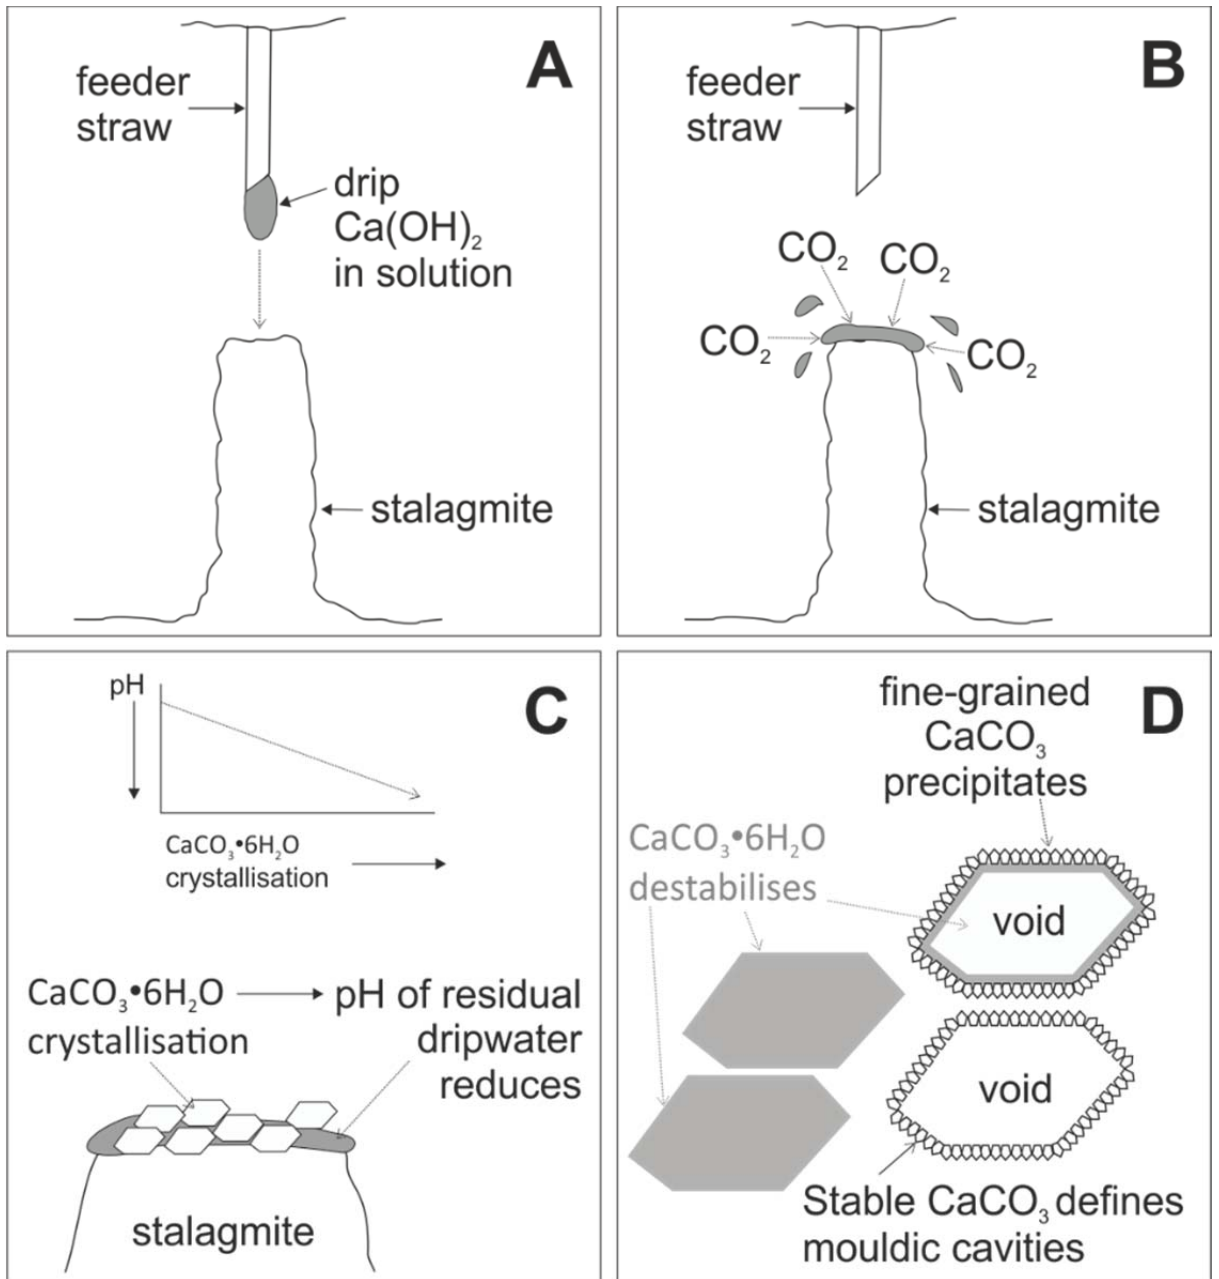 A
feeder
straw
drip
Ca(OH)₂
in solution
stalagmite
B
feeder
straw
CO₂
CO₂
CO₂
CO₂
stalagmite
C
pH
CaCO₃•6H₂O
crystallisation
CaCO₃•6H₂O
crystallisation
pH of residual
dripwater
reduces
stalagmite
D
fine-grained
CaCO₃
precipitates
CaCO₃•6H₂O
destabilises
void
void
Stable CaCO₃ defines
mouldic cavities